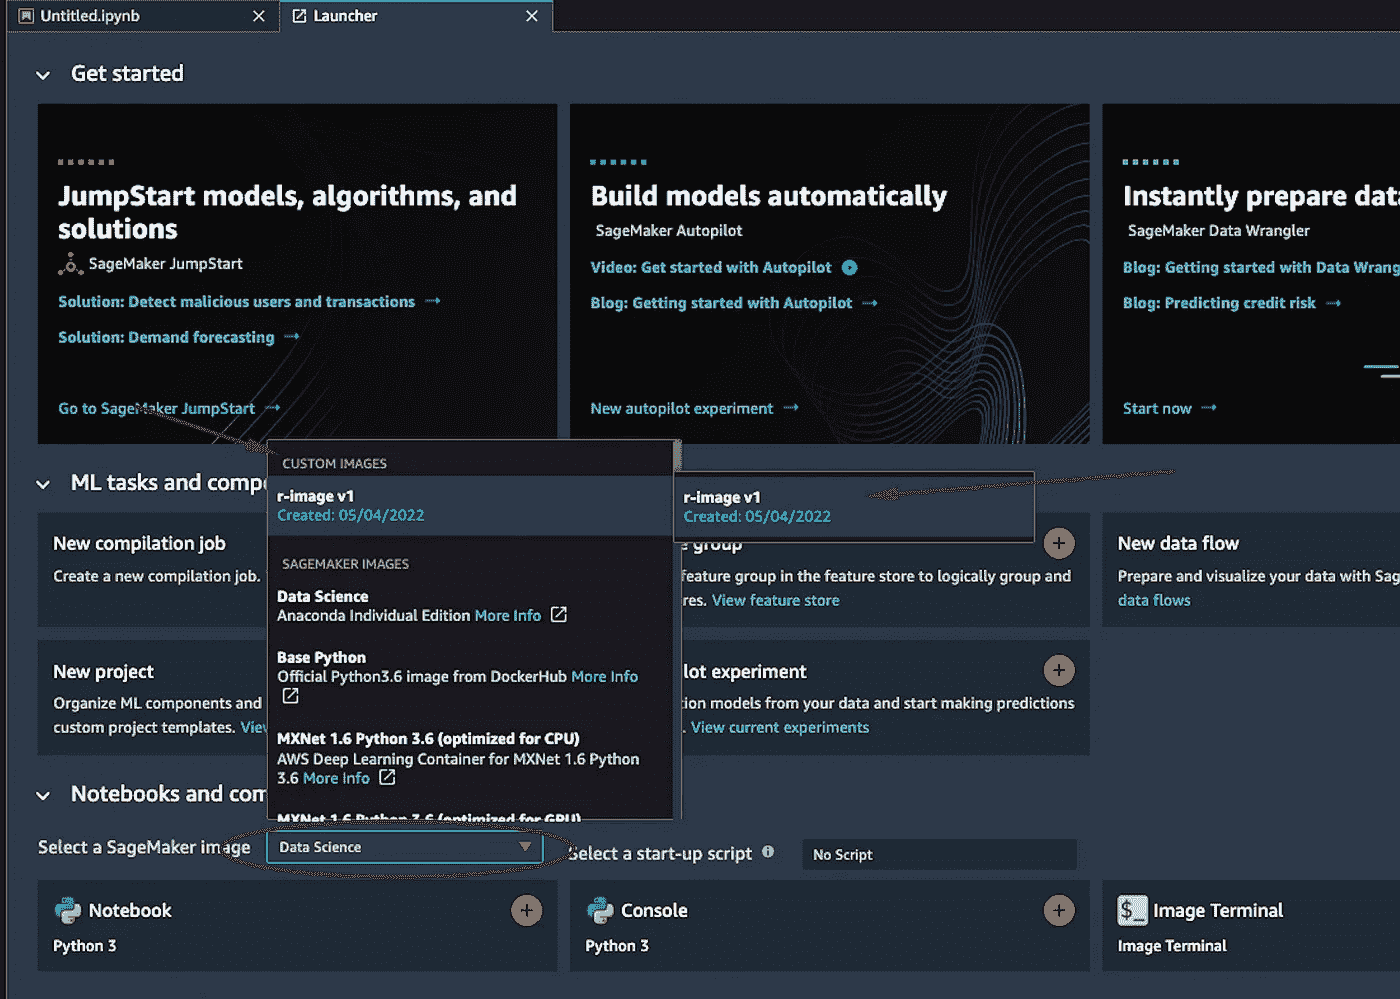 Untitled.ipynb
Launcher
Get started
JumpStart models, algorithms, and
solutions
SageMaker JumpStart
Solution: Detect malicious users and transactions
Solution: Demand forecasting
Go to SageMaker JumpStart
Build models automatically
SageMaker Autopilot
Video: Get started with Autopilot
Blog: Getting started with Autopilot
New autopilot experiment
Instantly prepare dat
SageMaker Data Wrangler
Blog: Getting started with Data Wrang
Blog: Predicting credit risk
Start now
ML tasks and comp
CUSTOM IMAGES
r-image v1
Created: 05/04/2022
SAGEMAKER IMAGES
Data Science
Anaconda Individual Edition More Info
Base Python
Official Python3.6 image from DockerHub More Info
MXNet 1.6 Python 3.6 (optimized for CPU)
AWS Deep Learning Container for MXNet 1.6 Python
3.6 More Info
MXNet 1.6 Python 3.6 (optimized for GPU)
r-image v1
Created: 05/04/2022
New compilation job
Create a new compilation job.
e group
feature group in the feature store to logically group and
res. View feature store
New data flow
Prepare and visualize your data with Sag
data flows
New project
Organize ML components and
custom project templates. View
lot experiment
tion models from your data and start making predictions
. View current experiments
Notebooks and com
Select a SageMaker image
Data Science
Select a start-up script
No Script
Notebook
Python 3
Console
Python 3
$_ Image Terminal
Image Terminal